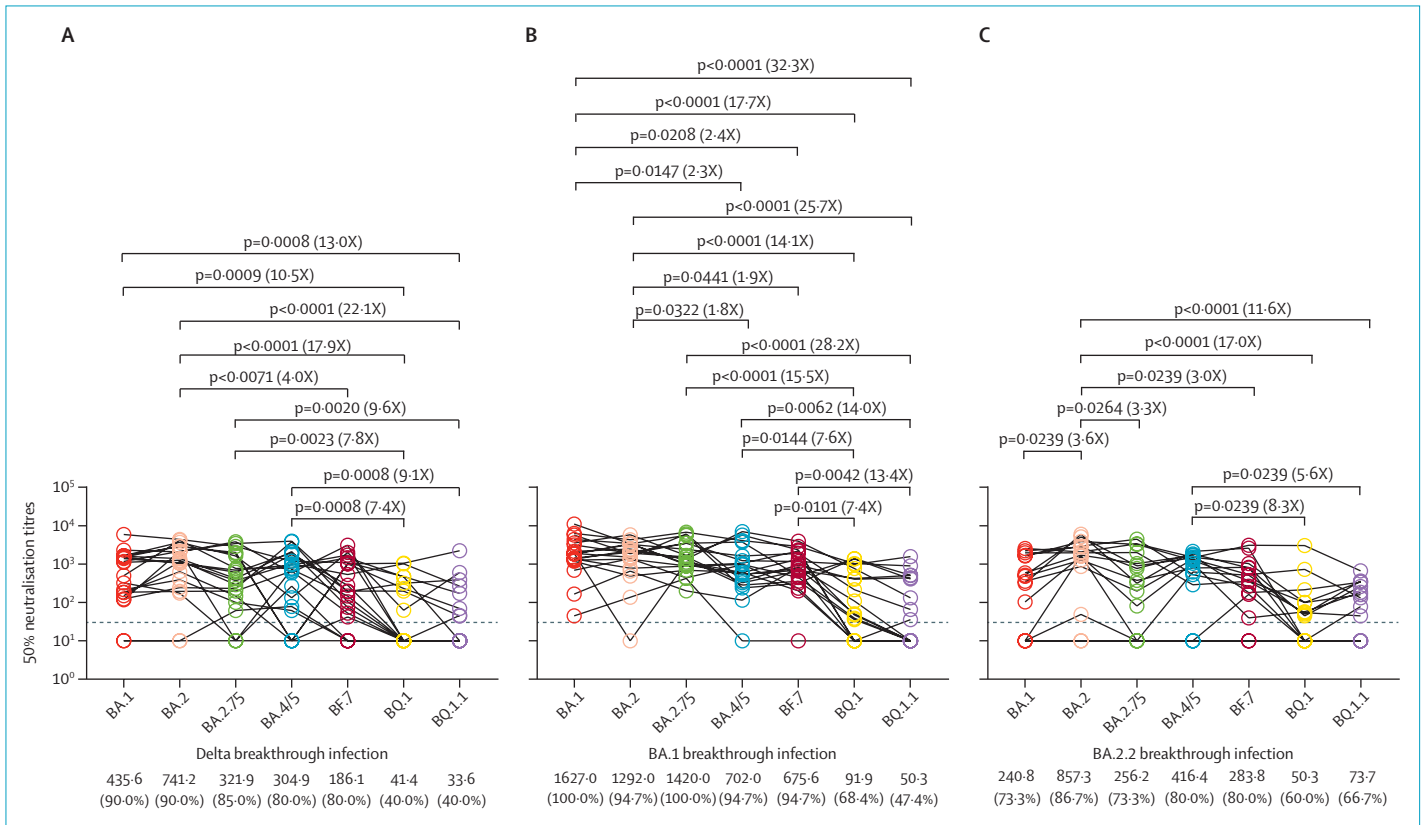 A
B
C
p<0·0001 (32·3X)
p<0·0001 (17·7X)
p=0·0208 (2·4X)
p=0·0147 (2·3X)
p<0·0001 (25·7X)
p<0·0001 (14·1X)
p=0·0441 (1·9X)
p=0·0322 (1·8X)
p<0·0001 (28·2X)
p<0·0001 (15·5X)
p=0·0062 (14·0X)
p=0·0144 (7·6X)
p=0·0042 (13·4X)
p=0·0101 (7·4X)
p=0·0008 (13·0X)
p=0·0009 (10·5X)
p<0·0001 (22·1X)
p<0·0001 (17·9X)
p<0·0071 (4·0X)
p=0·0020 (9·6X)
p=0·0023 (7·8X)
p=0·0008 (9·1X)
p=0·0008 (7·4X)
p<0·0001 (11·6X)
p<0·0001 (17·0X)
p=0·0239 (3·0X)
p=0·0264 (3·3X)
p=0·0239 (3·6X)
p=0·0239 (5·6X)
p=0·0239 (8·3X)
50% neutralisation titres
10⁵
10⁴
10³
10²
10¹
10⁰
BA.1 BA.2 BA.2.75 BA.4/5 BF.7 BQ.1 BQ.1.1
BA.1 BA.2 BA.2.75 BA.4/5 BF.7 BQ.1 BQ.1.1
BA.1 BA.2 BA.2.75 BA.4/5 BF.7 BQ.1 BQ.1.1
Delta breakthrough infection
435·6 741·2 321·9 304·9 186·1 41·4 33·6
(90·0%) (90·0%) (85·0%) (80·0%) (80·0%) (40·0%) (40·0%)
BA.1 breakthrough infection
1627·0 1292·0 1420·0 702·0 675·6 91·9 50·3
(100·0%) (94·7%) (100·0%) (94·7%) (94·7%) (68·4%) (47·4%)
BA.2.2 breakthrough infection
240·8 857·3 256·2 416·4 283·8 50·3 73·7
(73·3%) (86·7%) (73·3%) (80·0%) (80·0%) (60·0%) (66·7%)